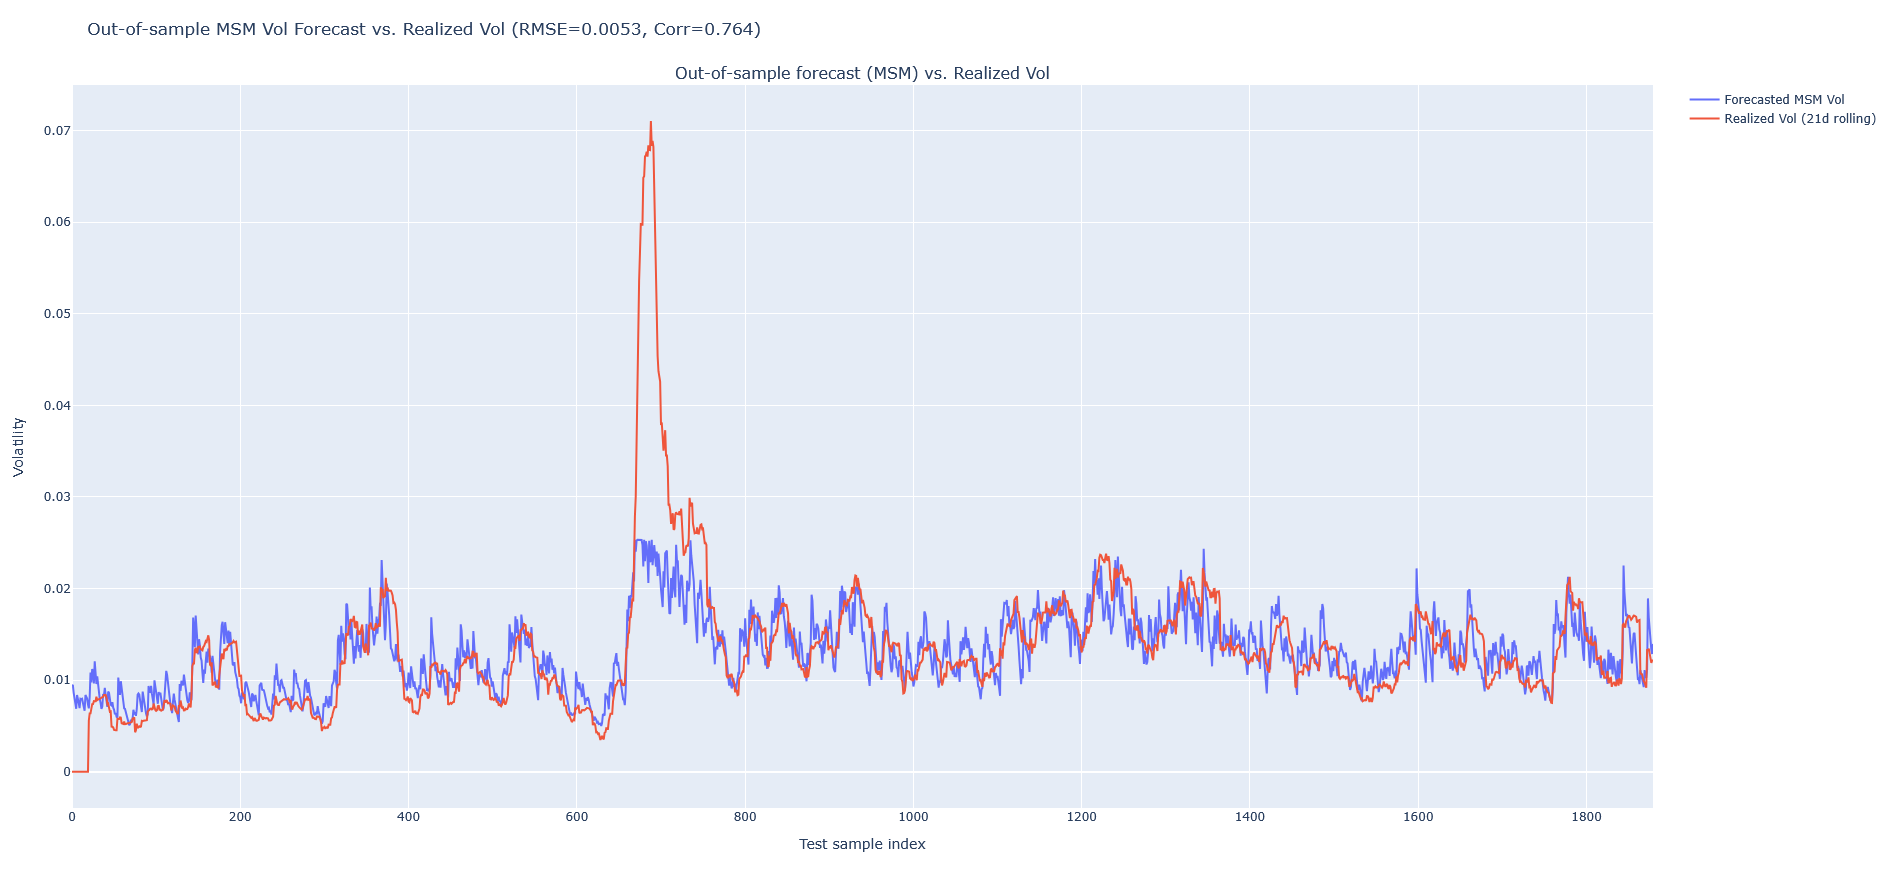 Out-of-sample MSM Vol Forecast vs. Realized Vol (RMSE=0.0053, Corr=0.764)
Out-of-sample forecast (MSM) vs. Realized Vol
Forecasted MSM Vol
Realized Vol (21d rolling)
0.07
0.06
0.05
0.04
0.03
0.02
0.01
0
Volatility
0 200 400 600 800 1000 1200 1400 1600 1800
Test sample index